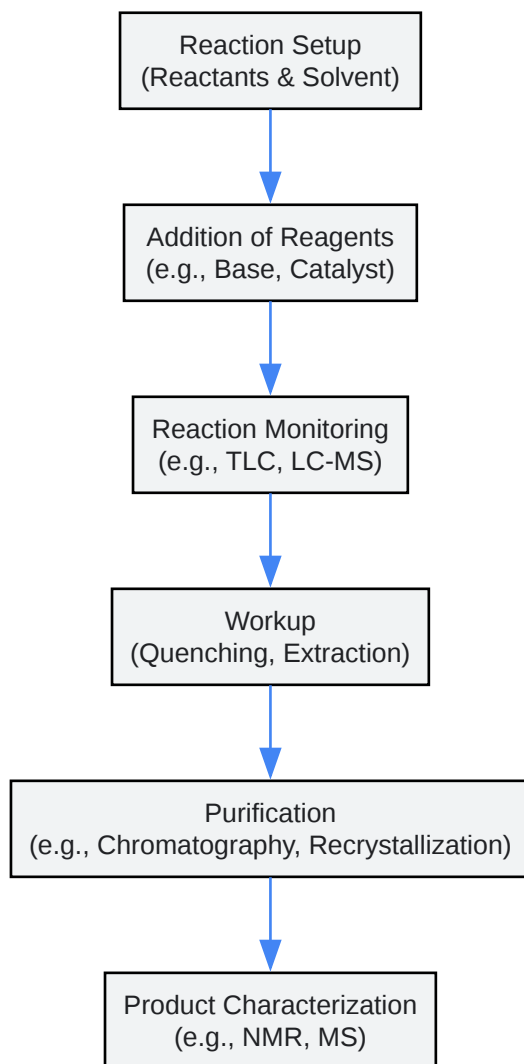 Reaction Setup
(Reactants & Solvent)
Addition of Reagents
(e.g., Base, Catalyst)
Reaction Monitoring
(e.g., TLC, LC-MS)
Workup
(Quenching, Extraction)
Purification
(e.g., Chromatography, Recrystallization)
Product Characterization
(e.g., NMR, MS)